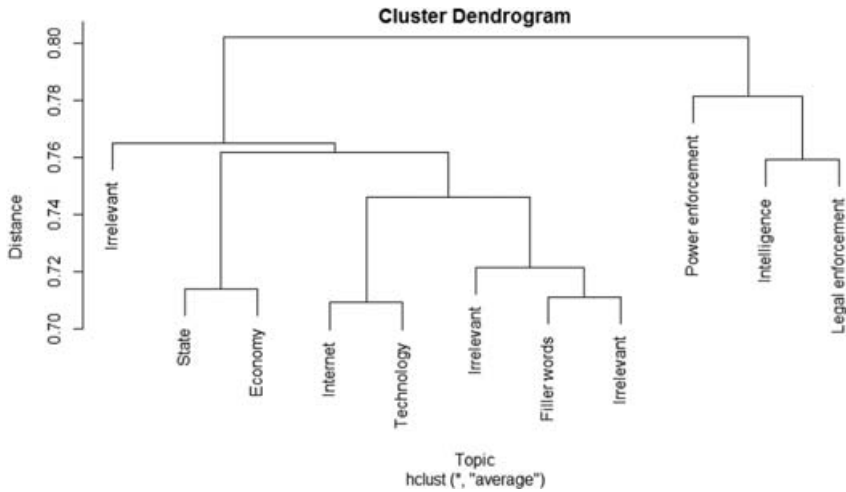 Cluster Dendrogram
Distance
0.80
0.78
0.76
0.74
0.72
0.70
Irrelevant
State
Economy
Internet
Technology
Irrelevant
Filler words
Irrelevant
Power enforcement
Intelligence
Legal enforcement
Topic
hclust (*, "average")